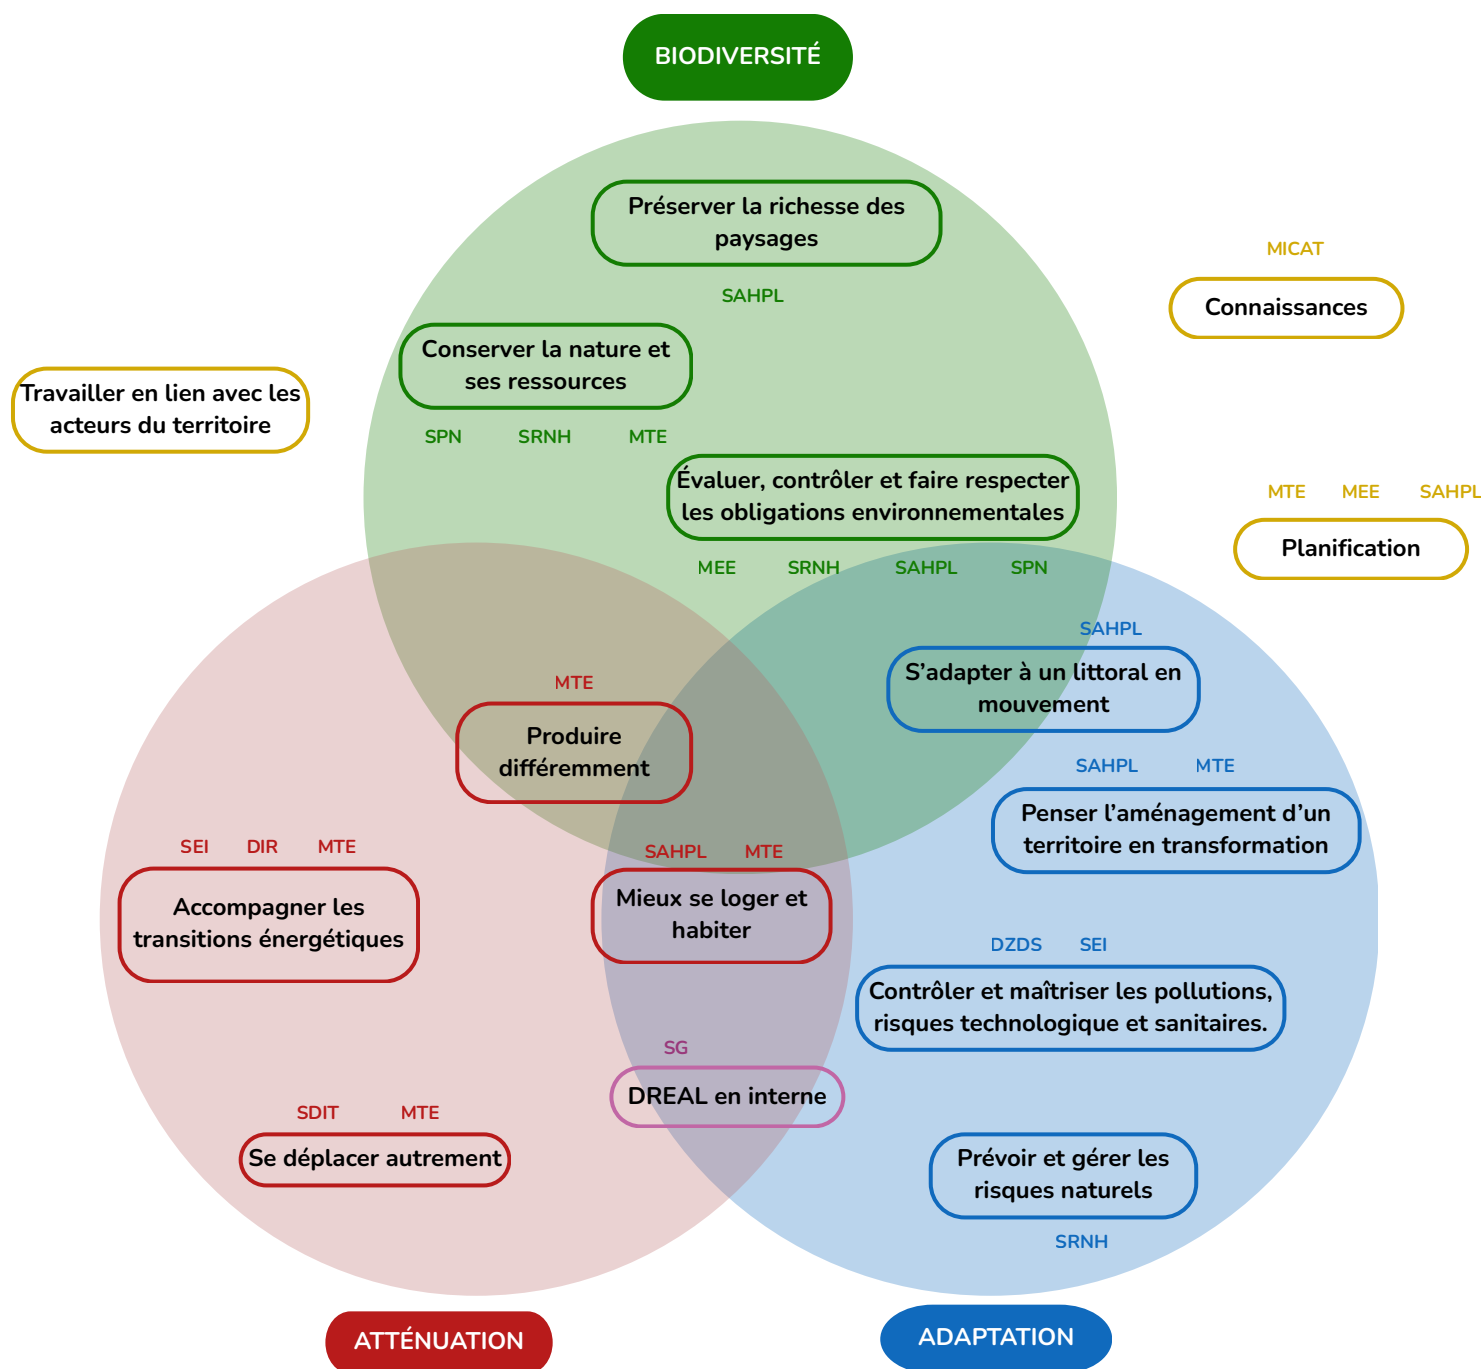 BIODIVERSITÉ
Préserver la richesse des
paysages
SAHPL
MICAT
Connaissances
Conserver la nature et
ses ressources
SPN SRNH MTE
Travailler en lien avec les
acteurs du territoire
Évaluer, contrôler et faire respecter
les obligations environnementales
MEE SRNH SAHPL SPN
MTE MEE SAHPL
Planification
SAHPL
S’adapter à un littoral en
mouvement
MTE
Produire
différemment
SAHPL MTE
Penser l’aménagement d’un
territoire en transformation
SEI DIR MTE
Accompagner les
transitions énergétiques
SAHPL MTE
Mieux se loger et
habiter
DZDS SEI
Contrôler et maîtriser les pollutions,
risques technologique et sanitaires.
SG
DREAL en interne
SDIT MTE
Se déplacer autrement
Prévoir et gérer les
risques naturels
SRNH
ATTÉNUATION
ADAPTATION